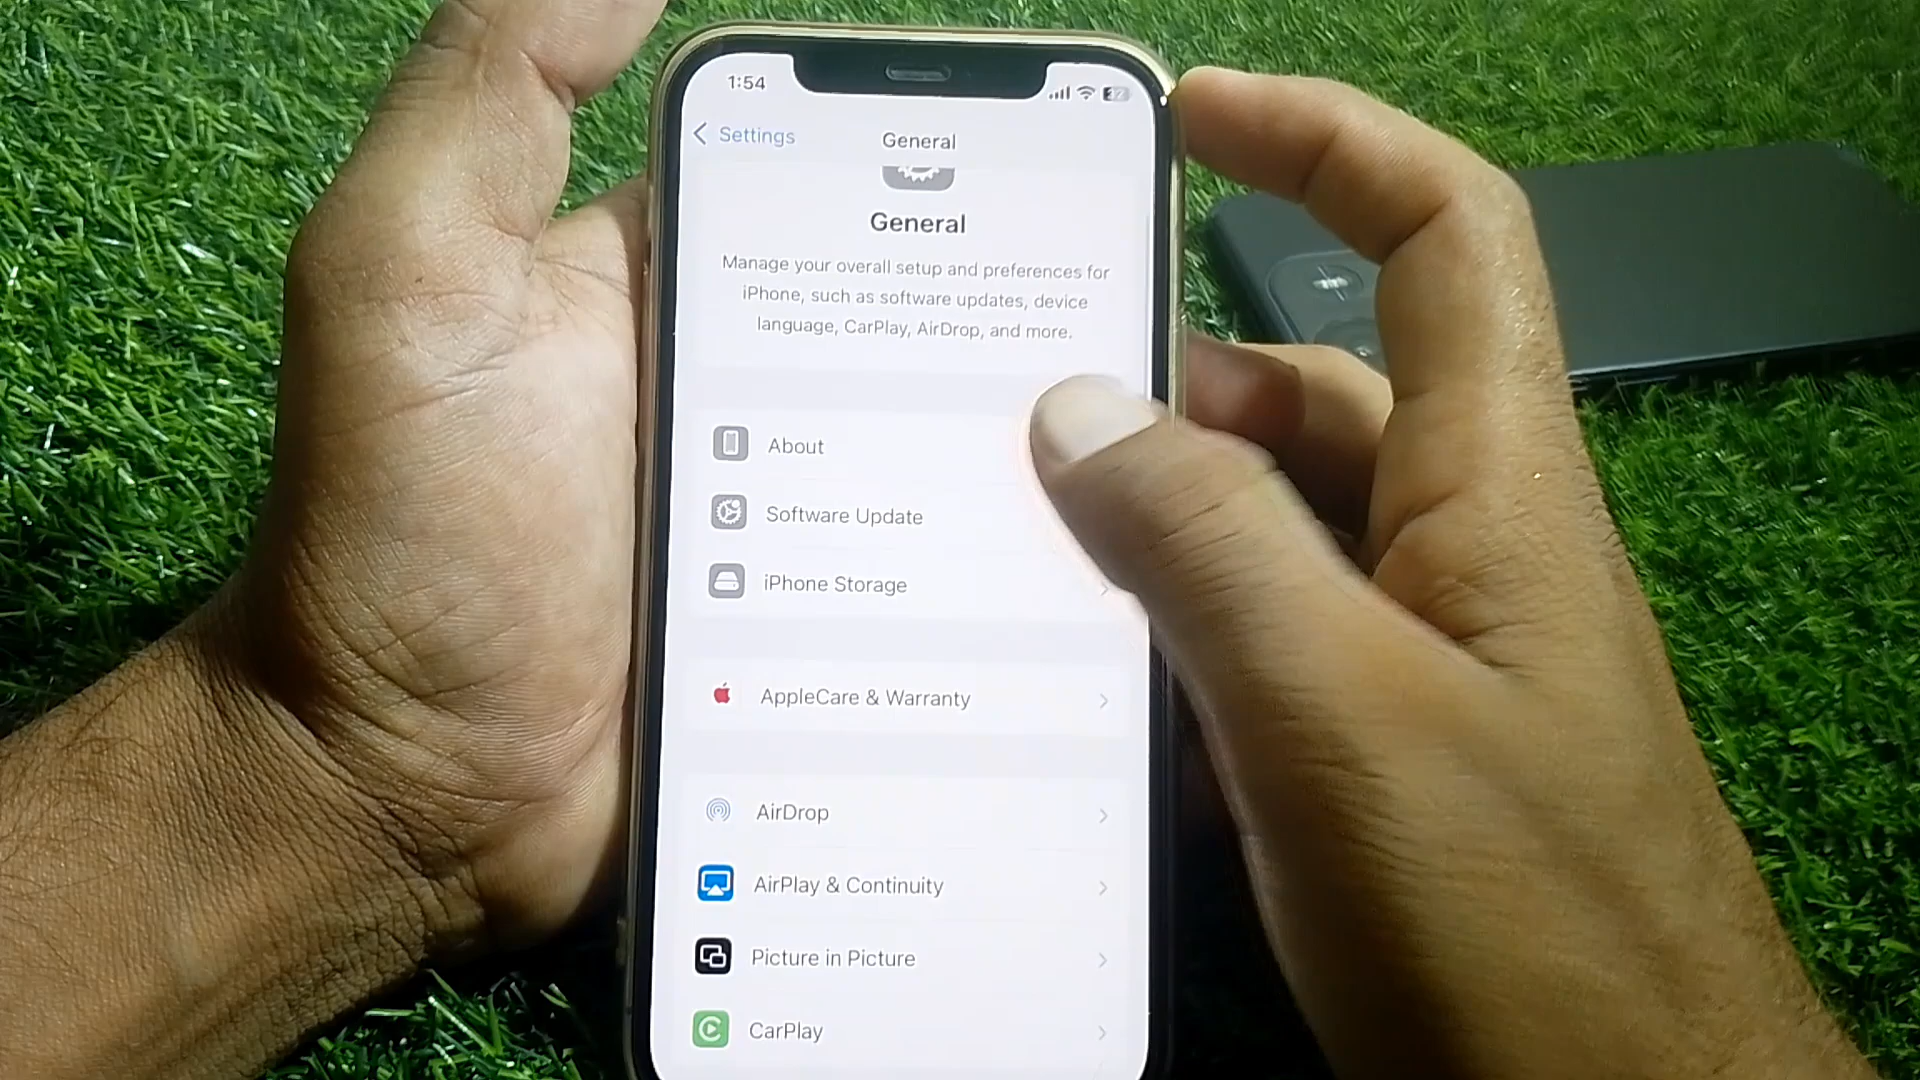 1:54
Settings
General
General
Manage your overall setup and preferences for
iPhone, such as software updates, device
language, CarPlay, AirDrop, and more.
About
Software Update
iPhone Storage
AppleCare & Warranty
AirDrop
AirPlay & Continuity
Picture in Picture
CarPlay